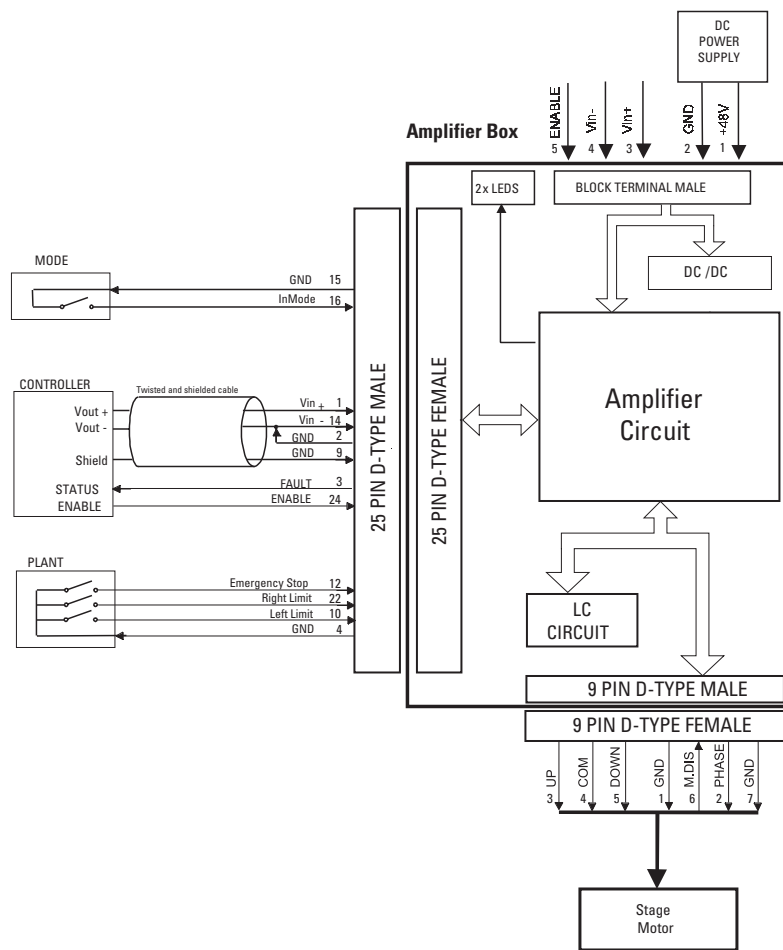 DC
POWER
SUPPLY
ENABLE
Vin-
VIn+
GND
+48V
5
4
3
2
1
Amplifier Box
2x LEDS
BLOCK TERMINAL MALE
DC /DC
MODE
GND 15
InMode 16
Amplifier
Circuit
25 PIN D-TYPE MALE
25 PIN D-TYPE FEMALE
CONTROLLER
Twisted and shielded cable
Vout +
Vout -
Shield
STATUS
ENABLE
Vin + 1
Vin - 14
GND 2
GND 9
FAULT 3
ENABLE 24
PLANT
Emergency Stop 12
Right Limit 22
Left Limit 10
GND 4
LC
CIRCUIT
9 PIN D-TYPE MALE
9 PIN D-TYPE FEMALE
UP
COM
DOWN
GND
M.DIS
PHASE
GND
3
4
5
1
6
2
7
Stage
Motor